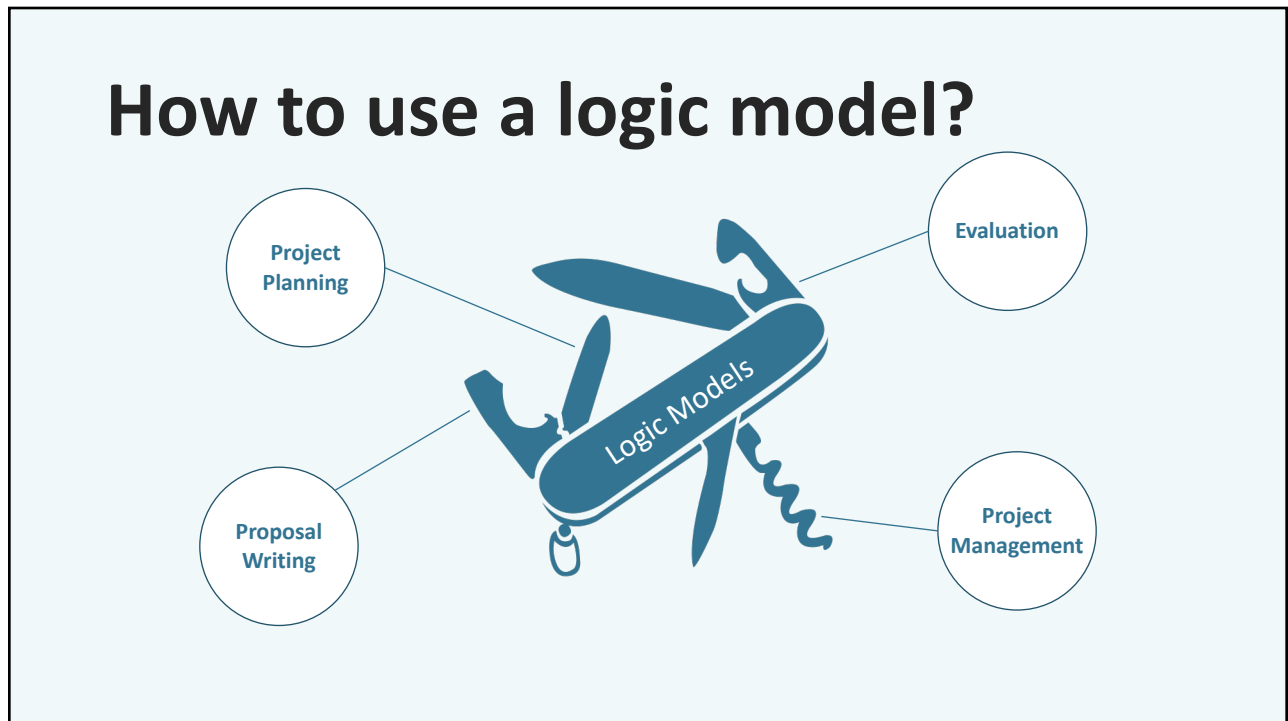 How to use a logic model?
Project
Planning
Evaluation
Logic Models
Proposal
Writing
Project
Management